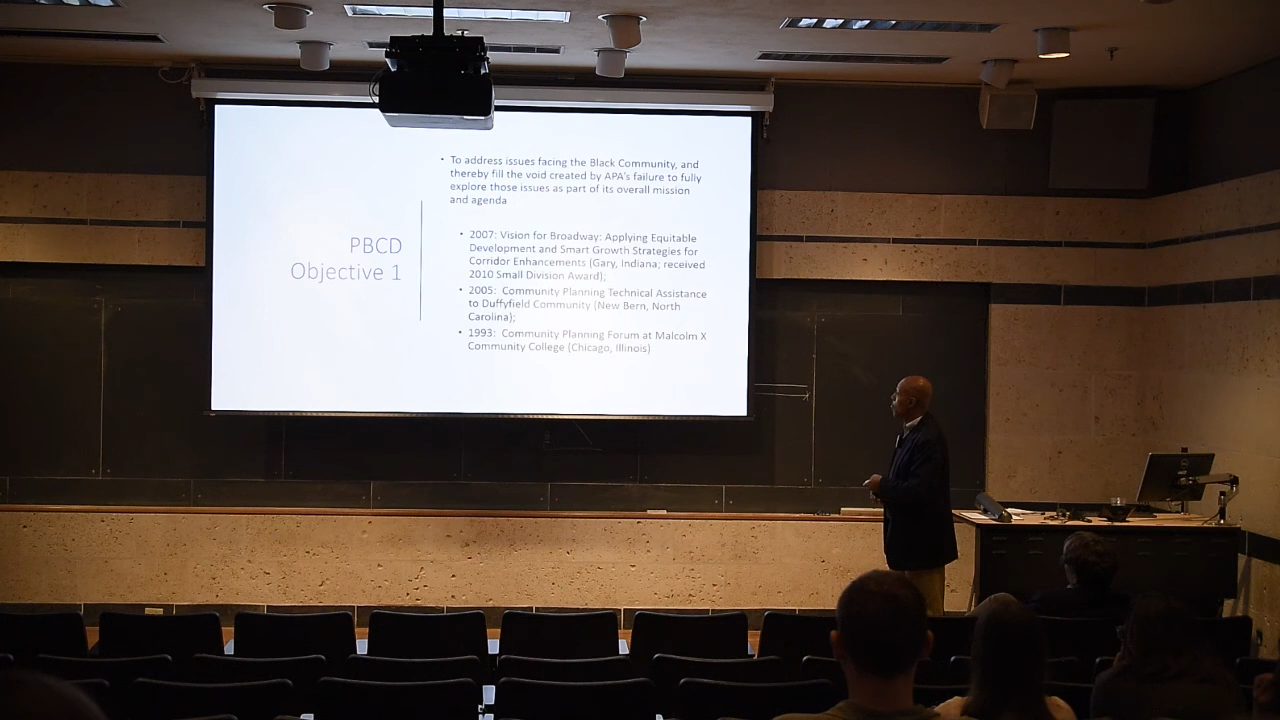 PBCD
Objective 1
• To address issues facing the Black Community, and
thereby fill the void created by APA's failure to fully
explore those issues as part of its overall mission
and agenda
• 2007: Vision for Broadway: Applying Equitable
Development and Smart Growth Strategies for
Corridor Enhancements (Gary, Indiana; received
2010 Small Division Award);
• 2005: Community Planning Technical Assistance
to Duffyfield Community (New Bern, North
Carolina);
• 1993: Community Planning Forum at Malcolm X
Community College (Chicago, Illinois)